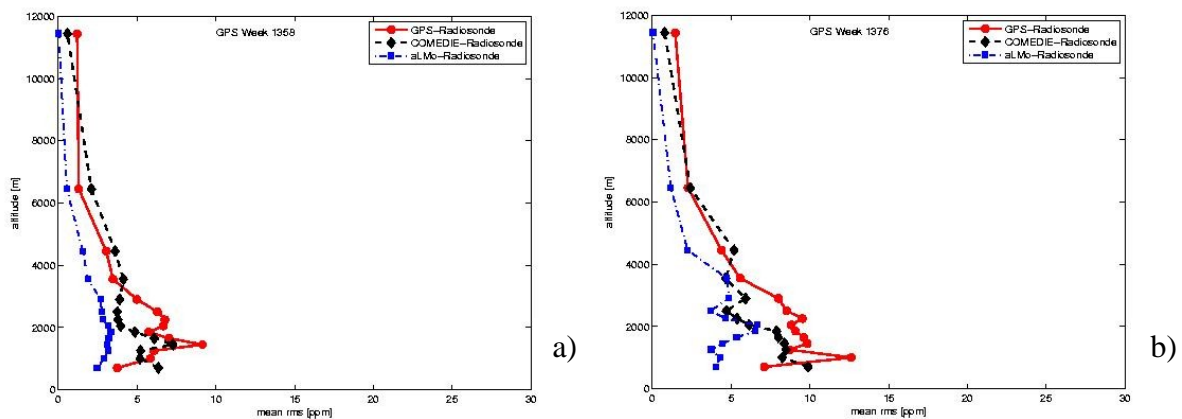 12000
10000
8000
6000
4000
2000
0
altitude [m]
0 5 10 15 20 25 30
mean rms [ppm]
GPS Week 1358
GPS-Radiosonde
COMEDIE-Radiosonde
aLMo-Radiosonde
a)
12000
10000
8000
6000
4000
2000
0
altitude [m]
0 5 10 15 20 25 30
mean rms [ppm]
GPS Week 1376
GPS-Radiosonde
COMEDIE-Radiosonde
aLMo-Radiosonde
b)